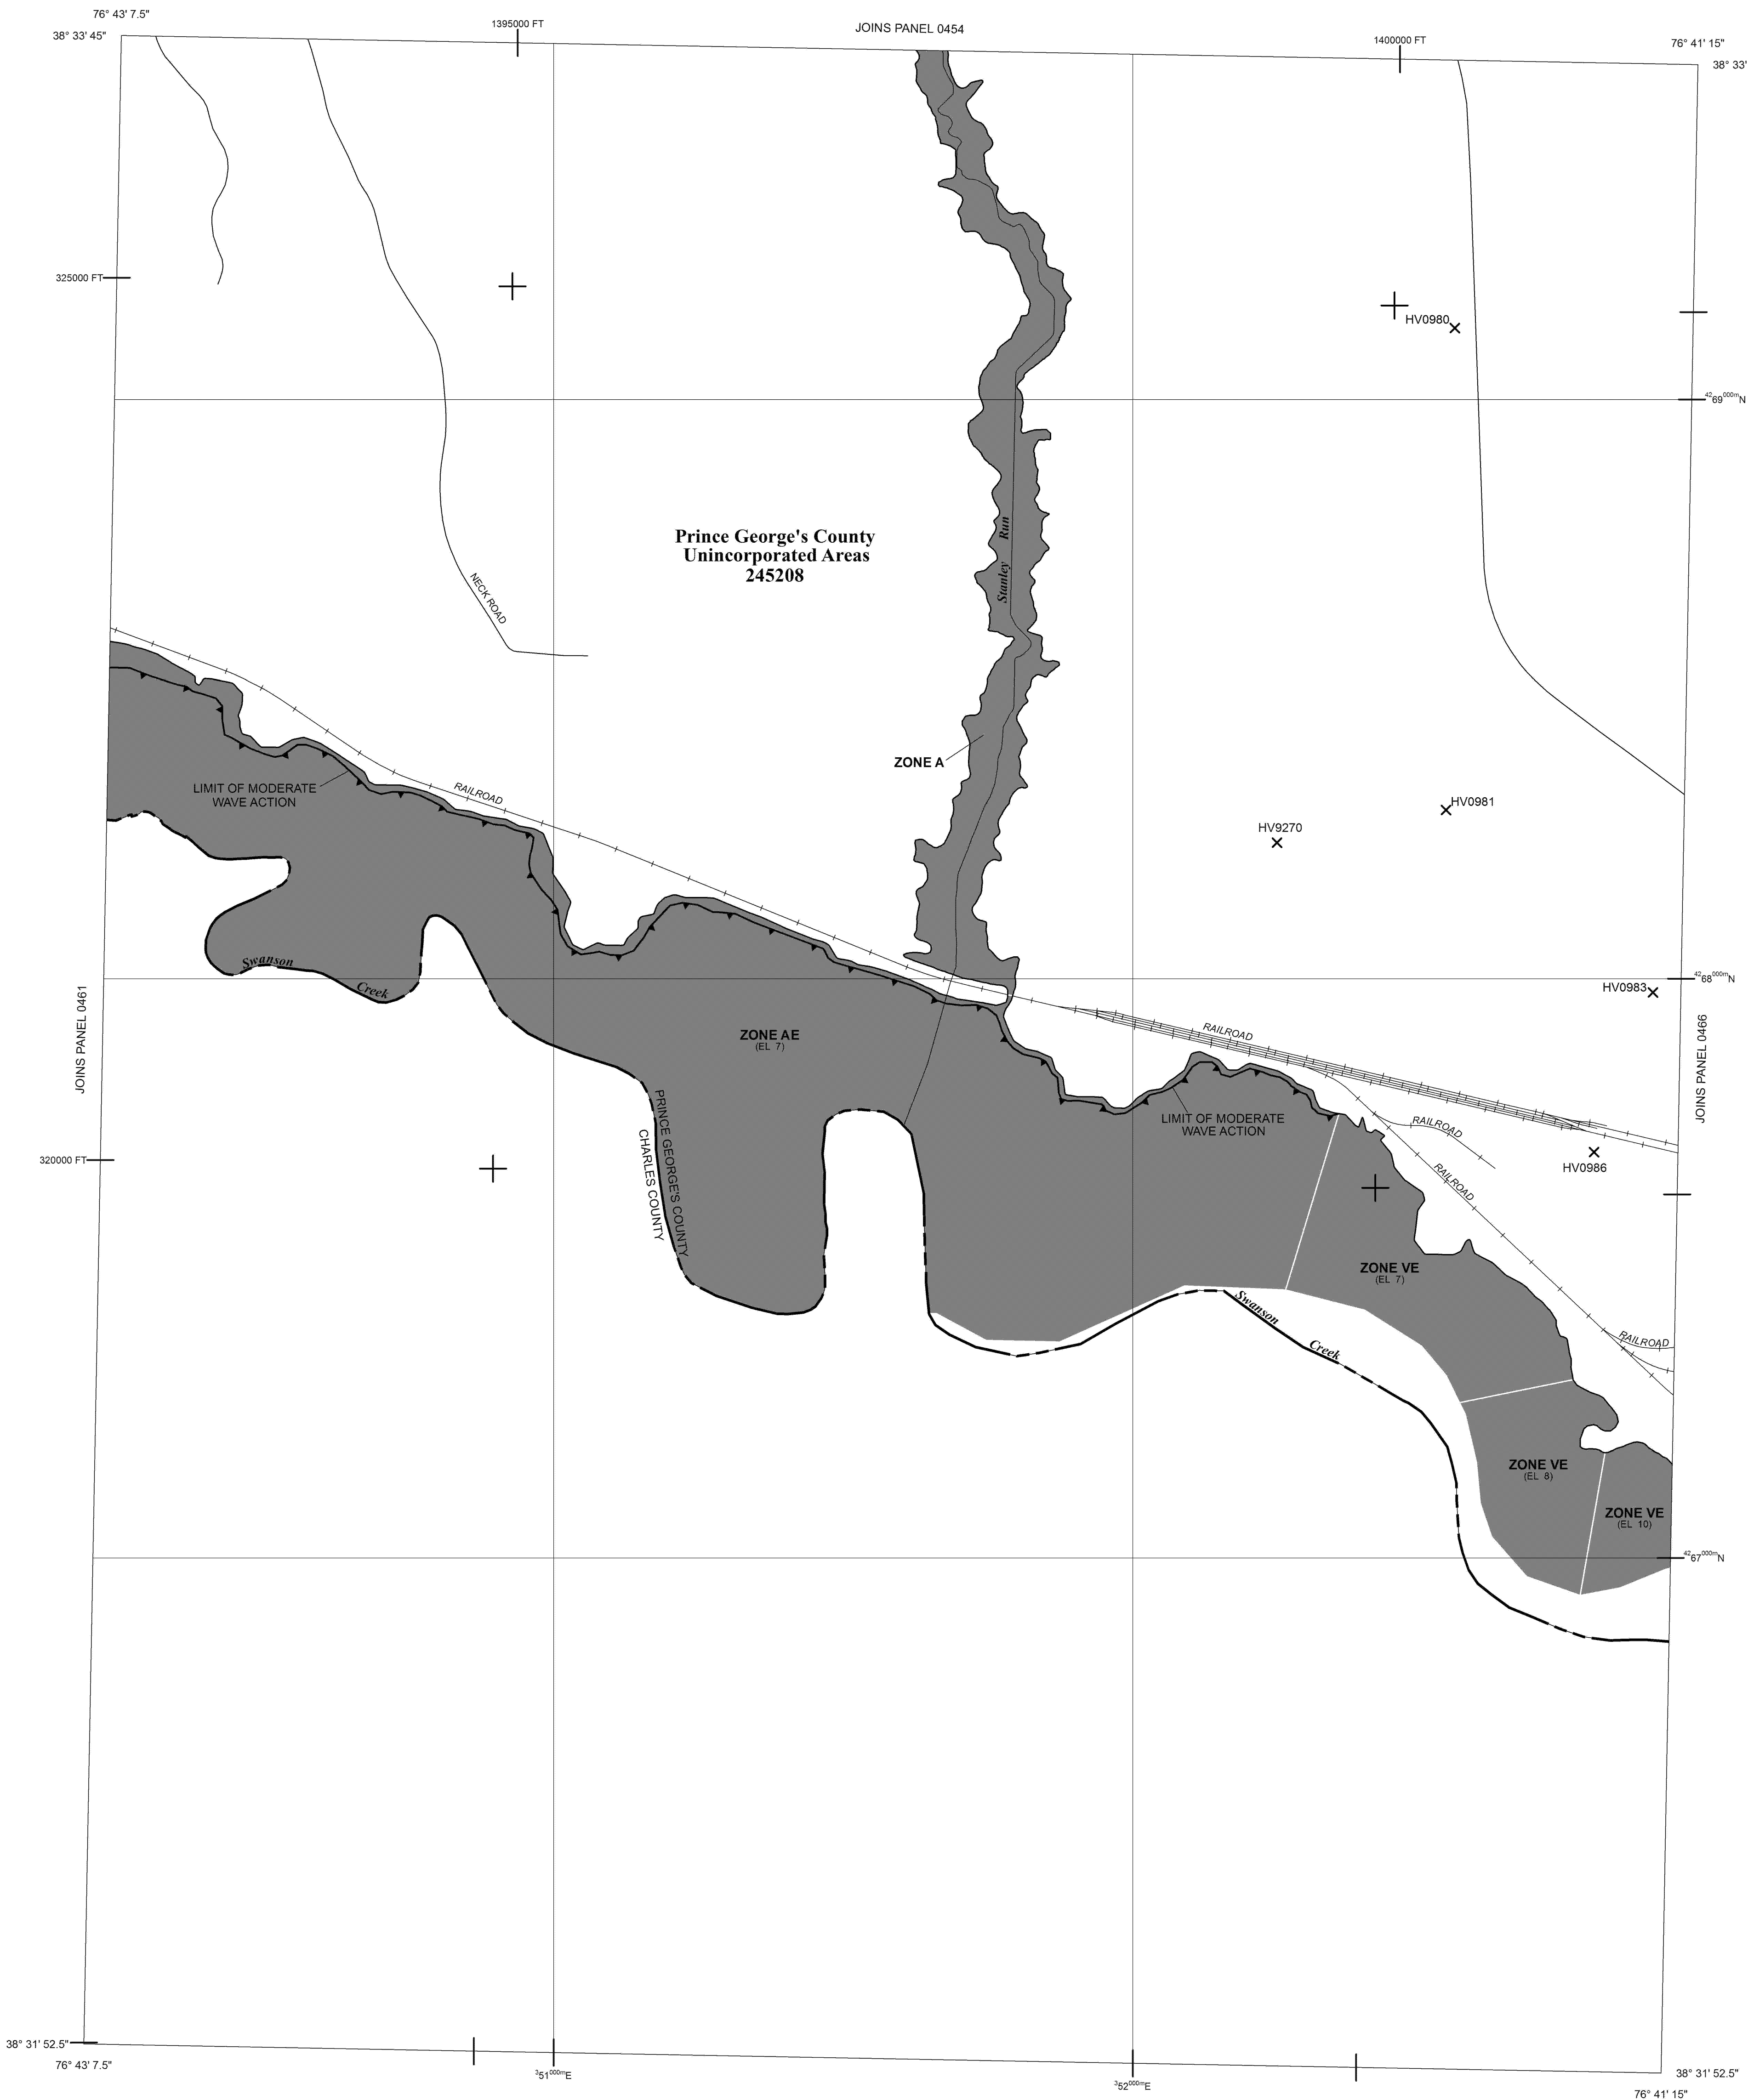 76° 43' 7.5"
38° 33' 45"
1395000 FT
JOINS PANEL 0454
1400000 FT
76° 41' 15"
38° 33'
325000 FT
HV0980
4269000mN
Prince George's County
Unincorporated Areas
245208
Stanley Run
NECK ROAD
ZONE A
LIMIT OF MODERATE
WAVE ACTION
RAILROAD
HV0981
HV9270
Swanson
Creek
4268000mN
HV0983
JOINS PANEL 0461
JOINS PANEL 0466
ZONE AE
(EL 7)
RAILROAD
LIMIT OF MODERATE
WAVE ACTION
RAILROAD
RAILROAD
HV0986
320000 FT
PRINCE GEORGE'S COUNTY
CHARLES COUNTY
ZONE VE
(EL 7)
Swanson
Creek
RAILROAD
ZONE VE
(EL 8)
ZONE VE
(EL 10)
4267000mN
38° 31' 52.5"
76° 43' 7.5"
351000mE
352000mE
38° 31' 52.5"
76° 41' 15"